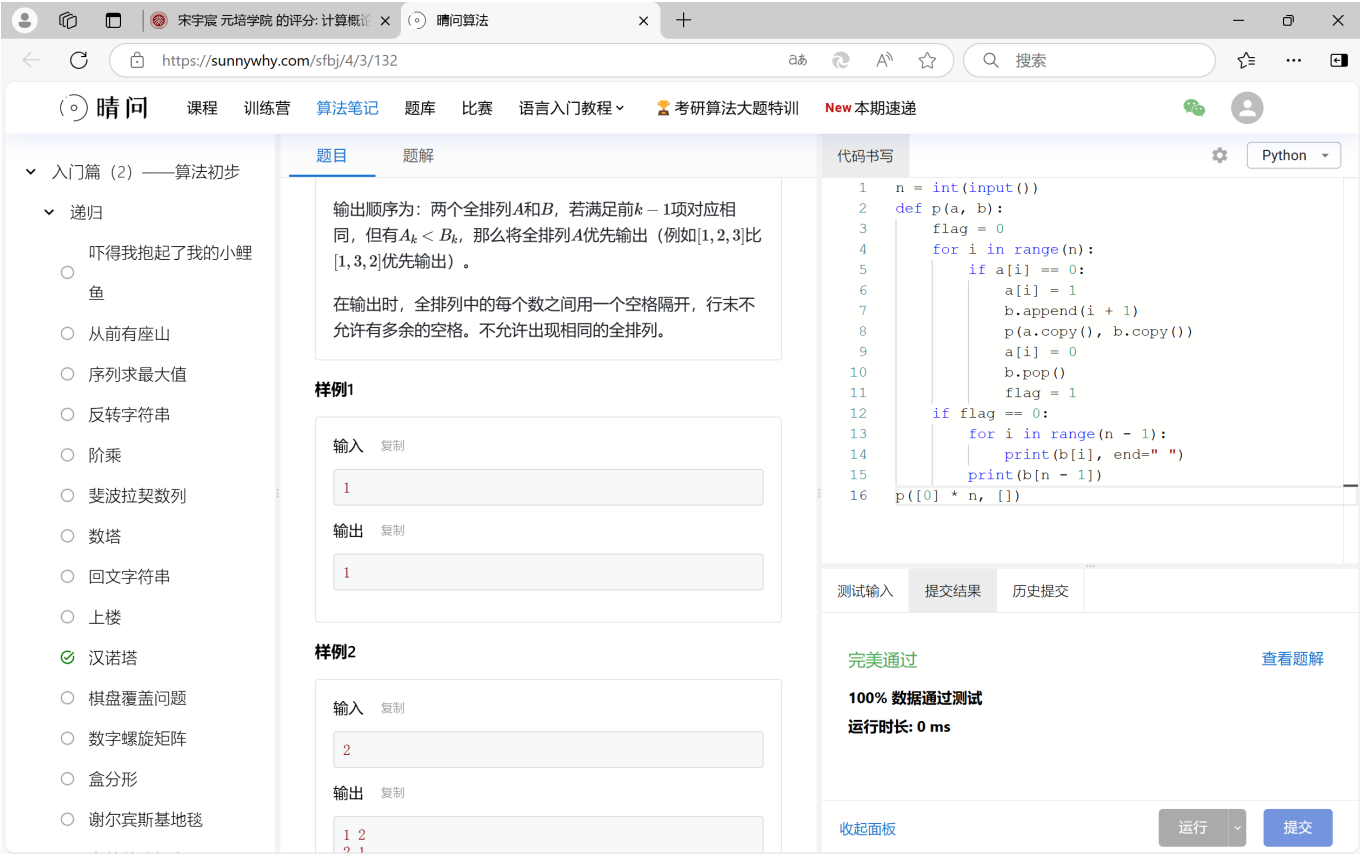 宋宇宸 元培学院 的评分: 计算概论
晴问算法
https://sunnywhy.com/sfbj/4/3/132
搜索
晴问
课程 训练营 算法笔记 题库 比赛 语言入门教程 考研算法大题特训 New 本期速递
入门篇（2）——算法初步
递归
吓得我抱起了我的小鲤
鱼
从前有座山
序列求最大值
反转字符串
阶乘
斐波拉契数列
数塔
回文字符串
上楼
汉诺塔
棋盘覆盖问题
数字螺旋矩阵
盒分形
谢尔宾斯基地毯
题目 题解
输出顺序为：两个全排列A和B，若满足前k − 1项对应相
同，但有A_k < B_k，那么将全排列A优先输出（例如[1, 2, 3]比
[1, 3, 2]优先输出）。
在输出时，全排列中的每个数之间用一个空格隔开，行末不
允许有多余的空格。不允许出现相同的全排列。
样例1
输入 复制
1
输出 复制
1
样例2
输入 复制
2
输出 复制
1 2
2 1
代码书写 Python
1 n = int(input())
2 def p(a, b):
3     flag = 0
4     for i in range(n):
5         if a[i] == 0:
6             a[i] = 1
7             b.append(i + 1)
8             p(a.copy(), b.copy())
9             a[i] = 0
10             b.pop()
11             flag = 1
12     if flag == 0:
13         for i in range(n - 1):
14             print(b[i], end=" ")
15         print(b[n - 1])
16 p([0] * n, [])
测试输入 提交结果 历史提交
完美通过 查看题解
100% 数据通过测试
运行时长: 0 ms
收起面板 运行 提交